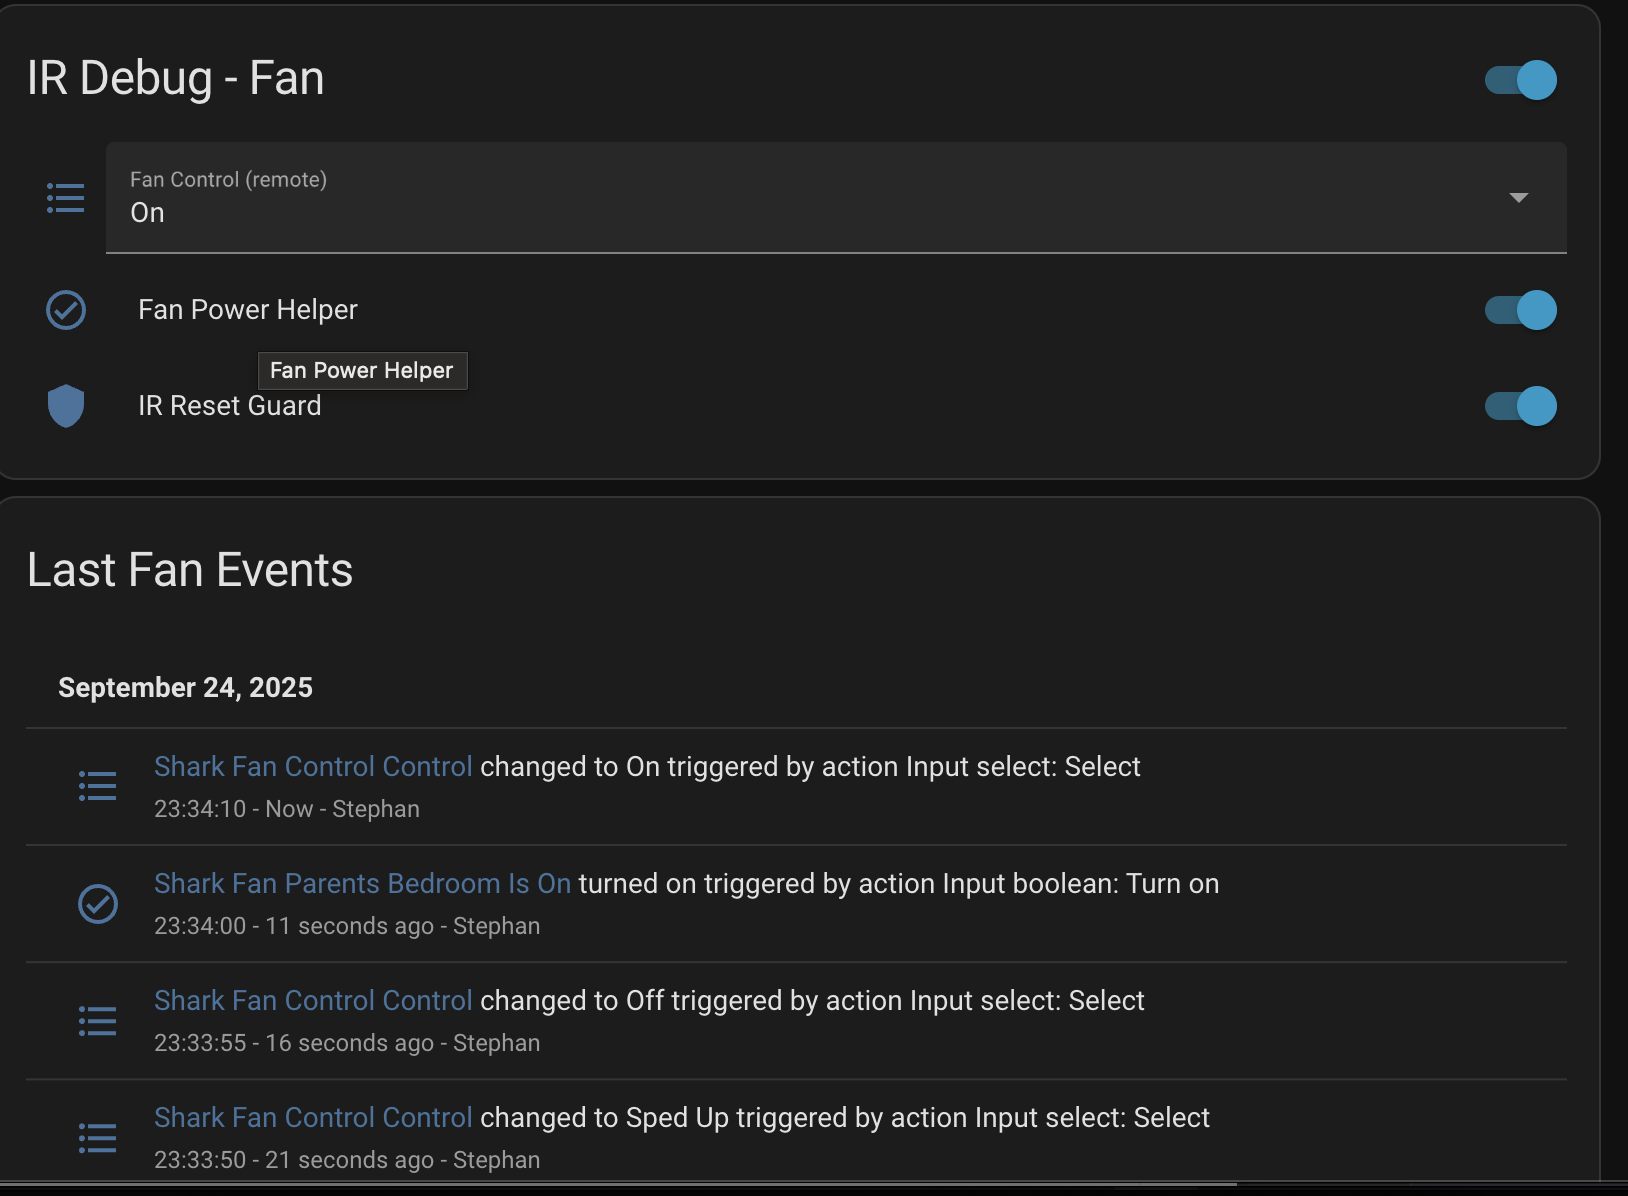 IR Debug - Fan
Fan Control (remote)
On
Fan Power Helper
Fan Power Helper
IR Reset Guard
Last Fan Events
September 24, 2025
Shark Fan Control Control changed to On triggered by action Input select: Select
23:34:10 - Now - Stephan
Shark Fan Parents Bedroom Is On turned on triggered by action Input boolean: Turn on
23:34:00 - 11 seconds ago - Stephan
Shark Fan Control Control changed to Off triggered by action Input select: Select
23:33:55 - 16 seconds ago - Stephan
Shark Fan Control Control changed to Sped Up triggered by action Input select: Select
23:33:50 - 21 seconds ago - Stephan